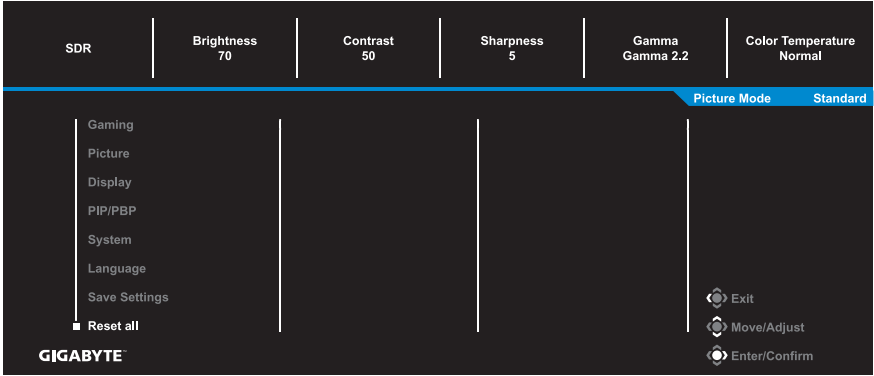 SDR
Brightness
70
Contrast
50
Sharpness
5
Gamma
Gamma 2.2
Color Temperature
Normal
Picture Mode Standard
Gaming
Picture
Display
PIP/PBP
System
Language
Save Settings
Reset all
Exit
Move/Adjust
Enter/Confirm
GIGABYTE™